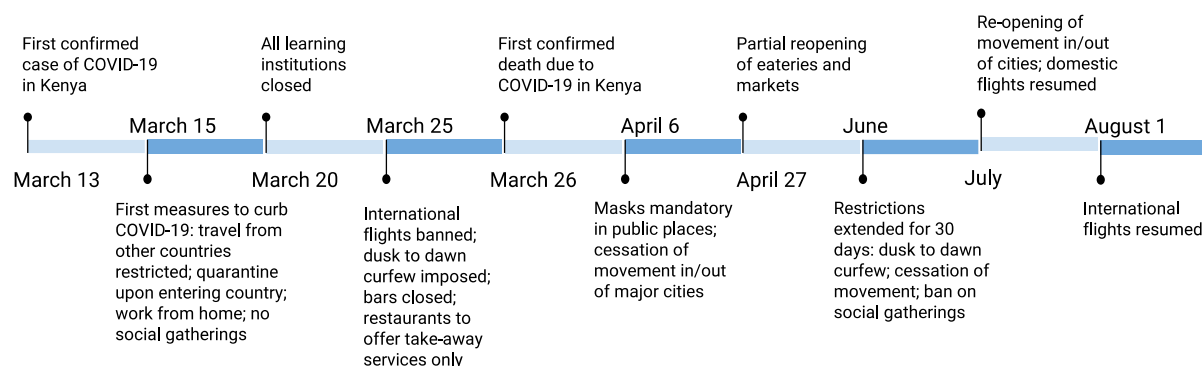 First confirmed
case of COVID-19
in Kenya
March 13
March 15
First measures to curb
COVID-19: travel from
other countries
restricted; quarantine
upon entering country;
work from home; no
social gatherings
All learning
institutions
closed
March 20
March 25
International
flights banned;
dusk to dawn
curfew imposed;
bars closed;
restaurants to
offer take-away
services only
First confirmed
death due to
COVID-19 in Kenya
March 26
April 6
Masks mandatory
in public places;
cessation of
movement in/out
of major cities
Partial reopening
of eateries and
markets
April 27
June
Restrictions
extended for 30
days: dusk to dawn
curfew; cessation of
movement; ban on
social gatherings
Re-opening of
movement in/out
of cities; domestic
flights resumed
July
August 1
International
flights resumed